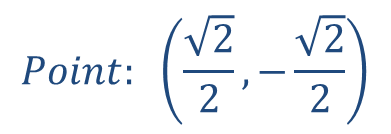 Point: (√2/2, −√2/2)